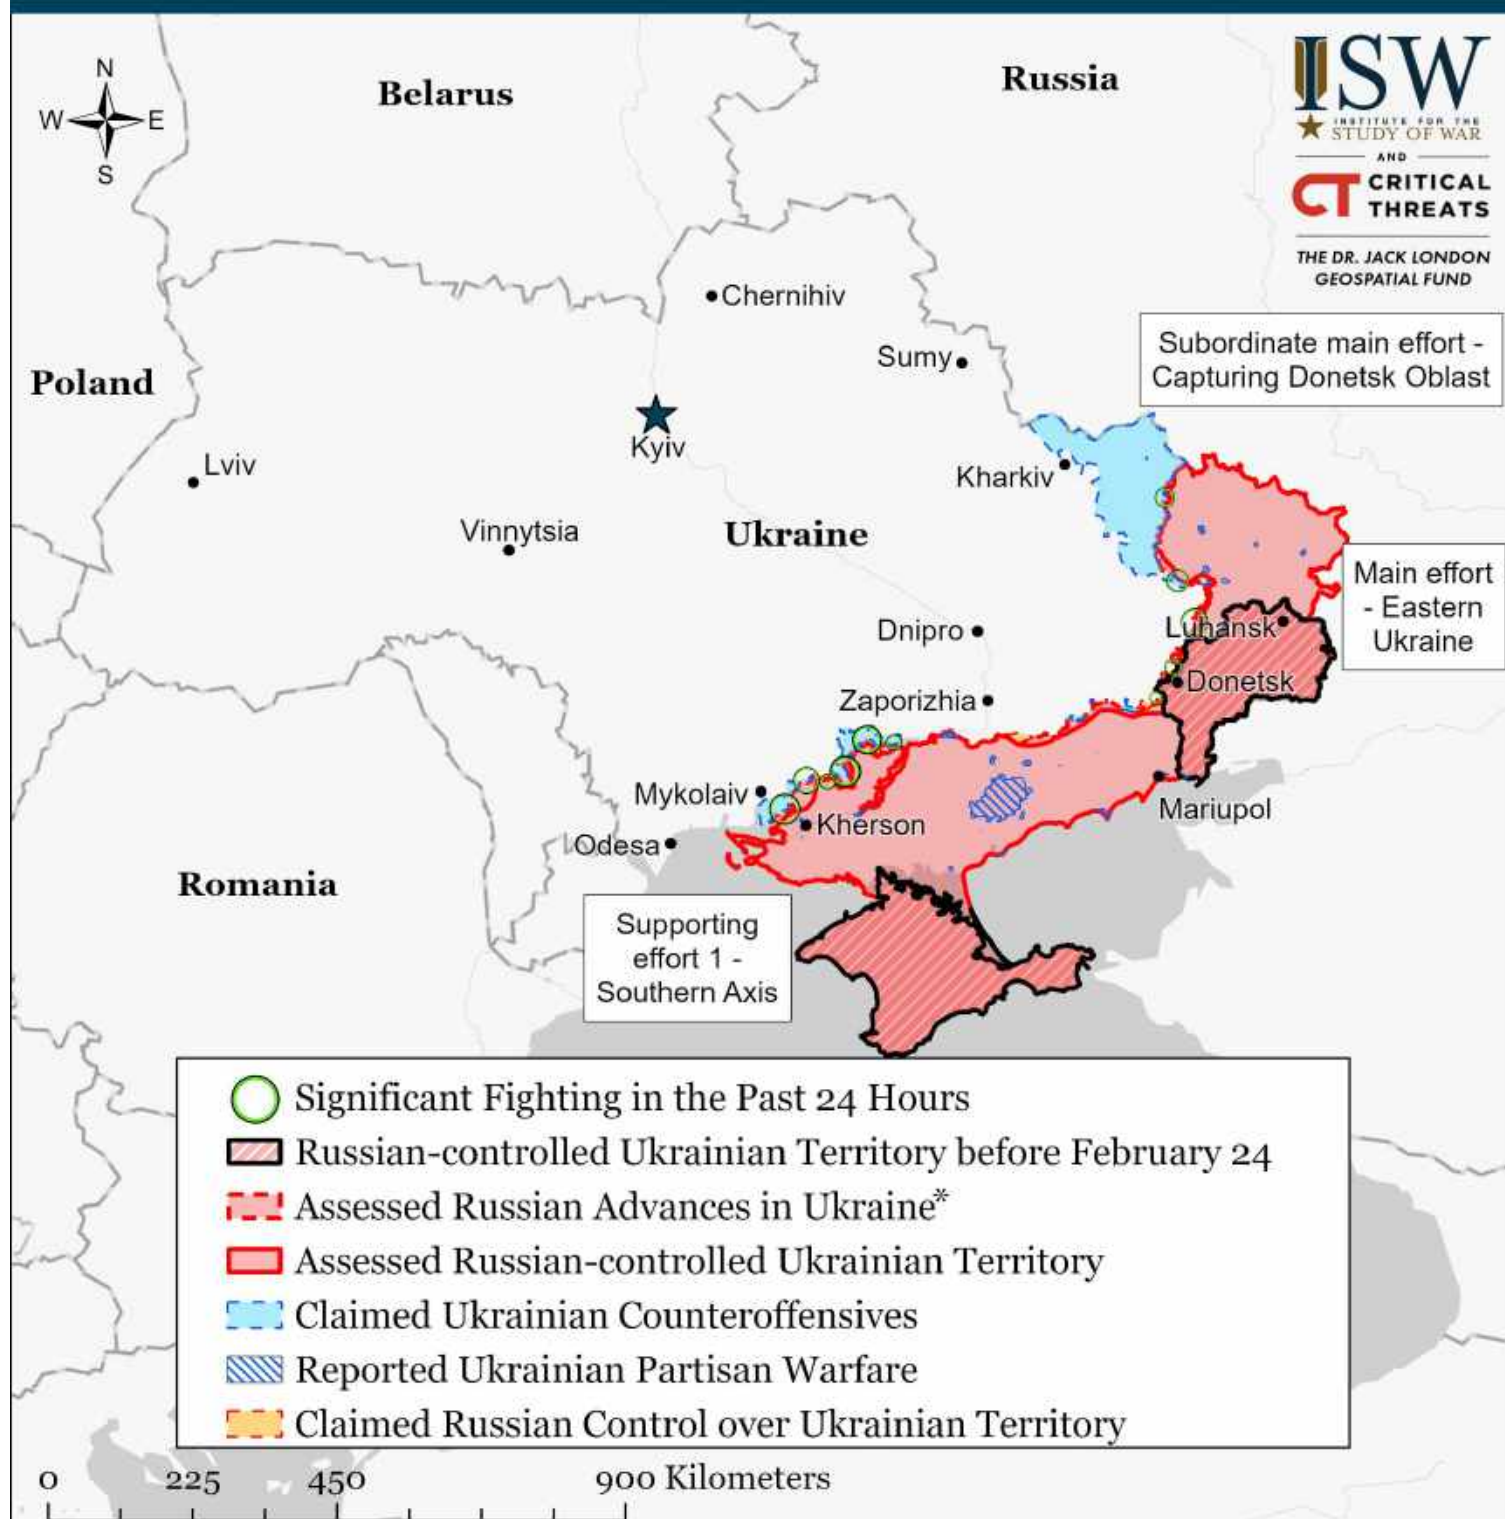 N
W E
S
Belarus
Russia
ISW
INSTITUTE FOR THE
STUDY OF WAR
AND
CT CRITICAL
THREATS
THE DR. JACK LONDON
GEOSPATIAL FUND
Chernihiv
Subordinate main effort -
Capturing Donetsk Oblast
Sumy
Poland
Kyiv
Lviv
Kharkiv
Vinnytsia
Ukraine
Main effort
- Eastern
Ukraine
Dnipro
Luhansk
Donetsk
Zaporizhia
Mykolaiv
Mariupol
Kherson
Odesa
Romania
Supporting
effort 1 -
Southern Axis
Significant Fighting in the Past 24 Hours
Russian-controlled Ukrainian Territory before February 24
Assessed Russian Advances in Ukraine*
Assessed Russian-controlled Ukrainian Territory
Claimed Ukrainian Counteroffensives
Reported Ukrainian Partisan Warfare
Claimed Russian Control over Ukrainian Territory
0 225 450 900 Kilometers